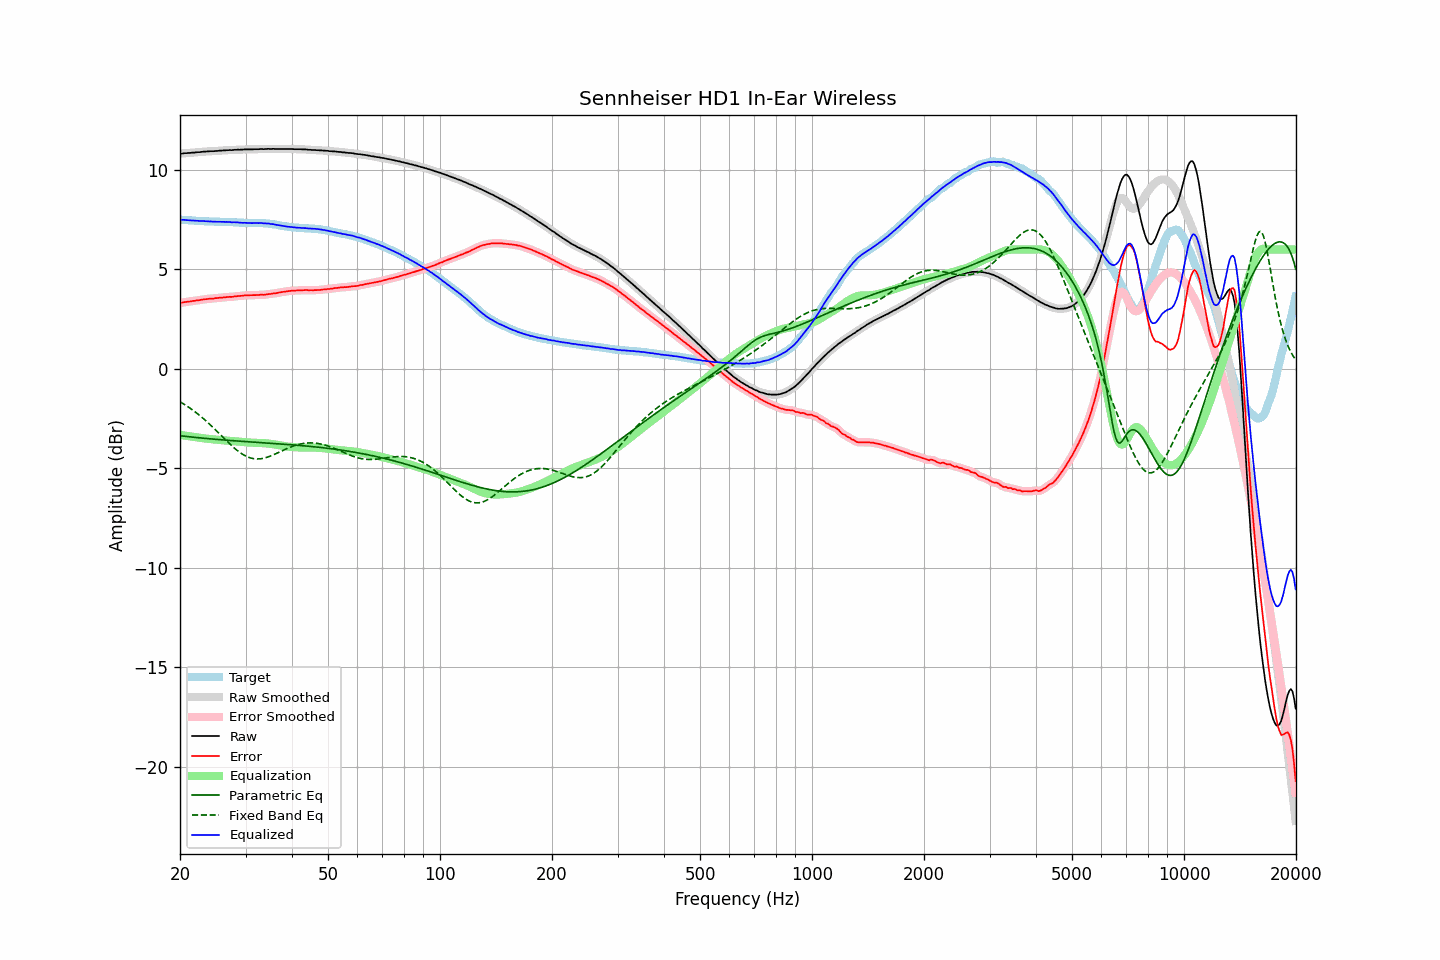 Sennheiser HD1 In-Ear Wireless
Amplitude (dBr)
10
5
0
−5
−10
−15
−20
Target
Raw Smoothed
Error Smoothed
Raw
Error
Equalization
Parametric Eq
Fixed Band Eq
Equalized
20 50 100 200 500 1000 2000 5000 10000 20000
Frequency (Hz)